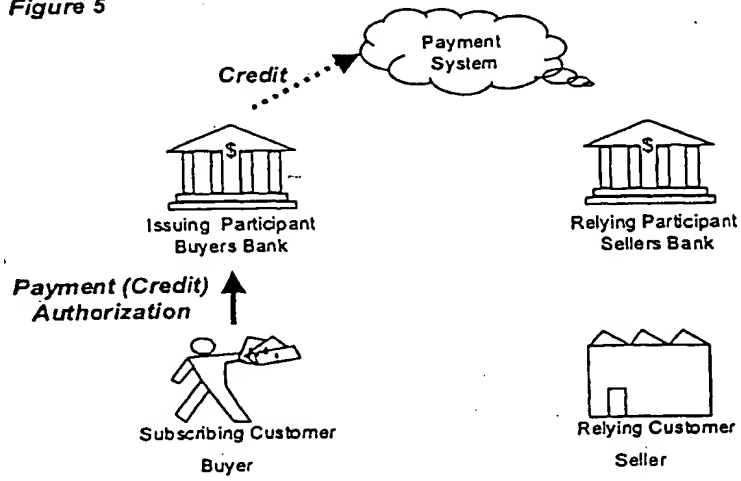 Figure 5
Payment
System
Credit
$
$
Issuing Participant
Buyers Bank
Relying Participant
Sellers Bank
Payment (Credit)
Authorization
Subscribing Customer
Buyer
Relying Customer
Seller